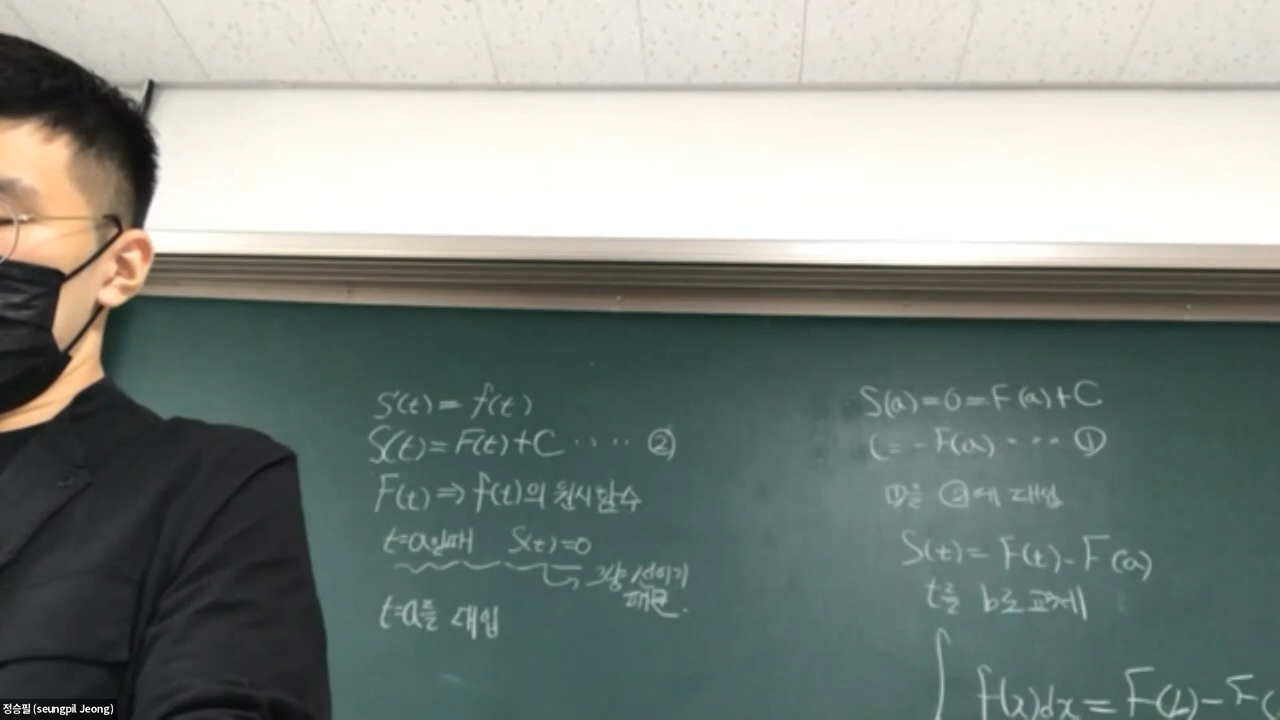 S'(t) = f(t)
S(t) = F(t)+C ···· ②
F(t) ⇒ f(t)의 원시함수
t=a일때 S(t)=0
그냥 선이기
때문.
t=a를 대입
S(a)=0=F(a)+C
C=-F(a) ···· ①
①을 ②에 대입
S(t)= F(t)-F(a)
t를 b로 교체
∫ f(x)dx = F(b)-F(
정승필 (seungpil Jeong)